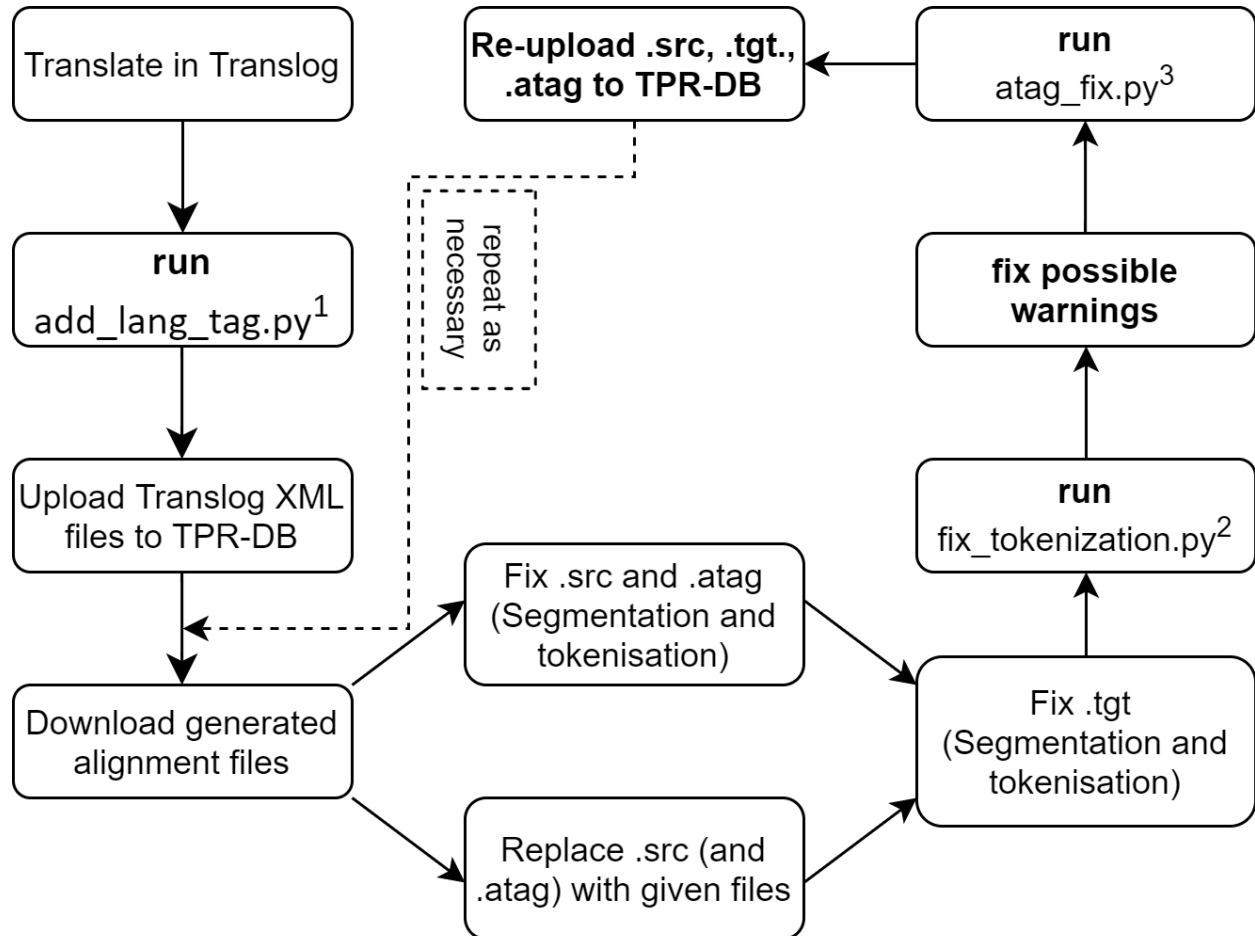 Translate in Translog
run
add_lang_tag.py1
Upload Translog XML
files to TPR-DB
Download generated
alignment files
Fix .src and .atag
(Segmentation and
tokenisation)
Replace .src (and
.atag) with given files
Fix .tgt
(Segmentation and
tokenisation)
run
fix_tokenization.py2
fix possible
warnings
run
atag_fix.py3
Re-upload .src, .tgt.,
.atag to TPR-DB
repeat as
necessary